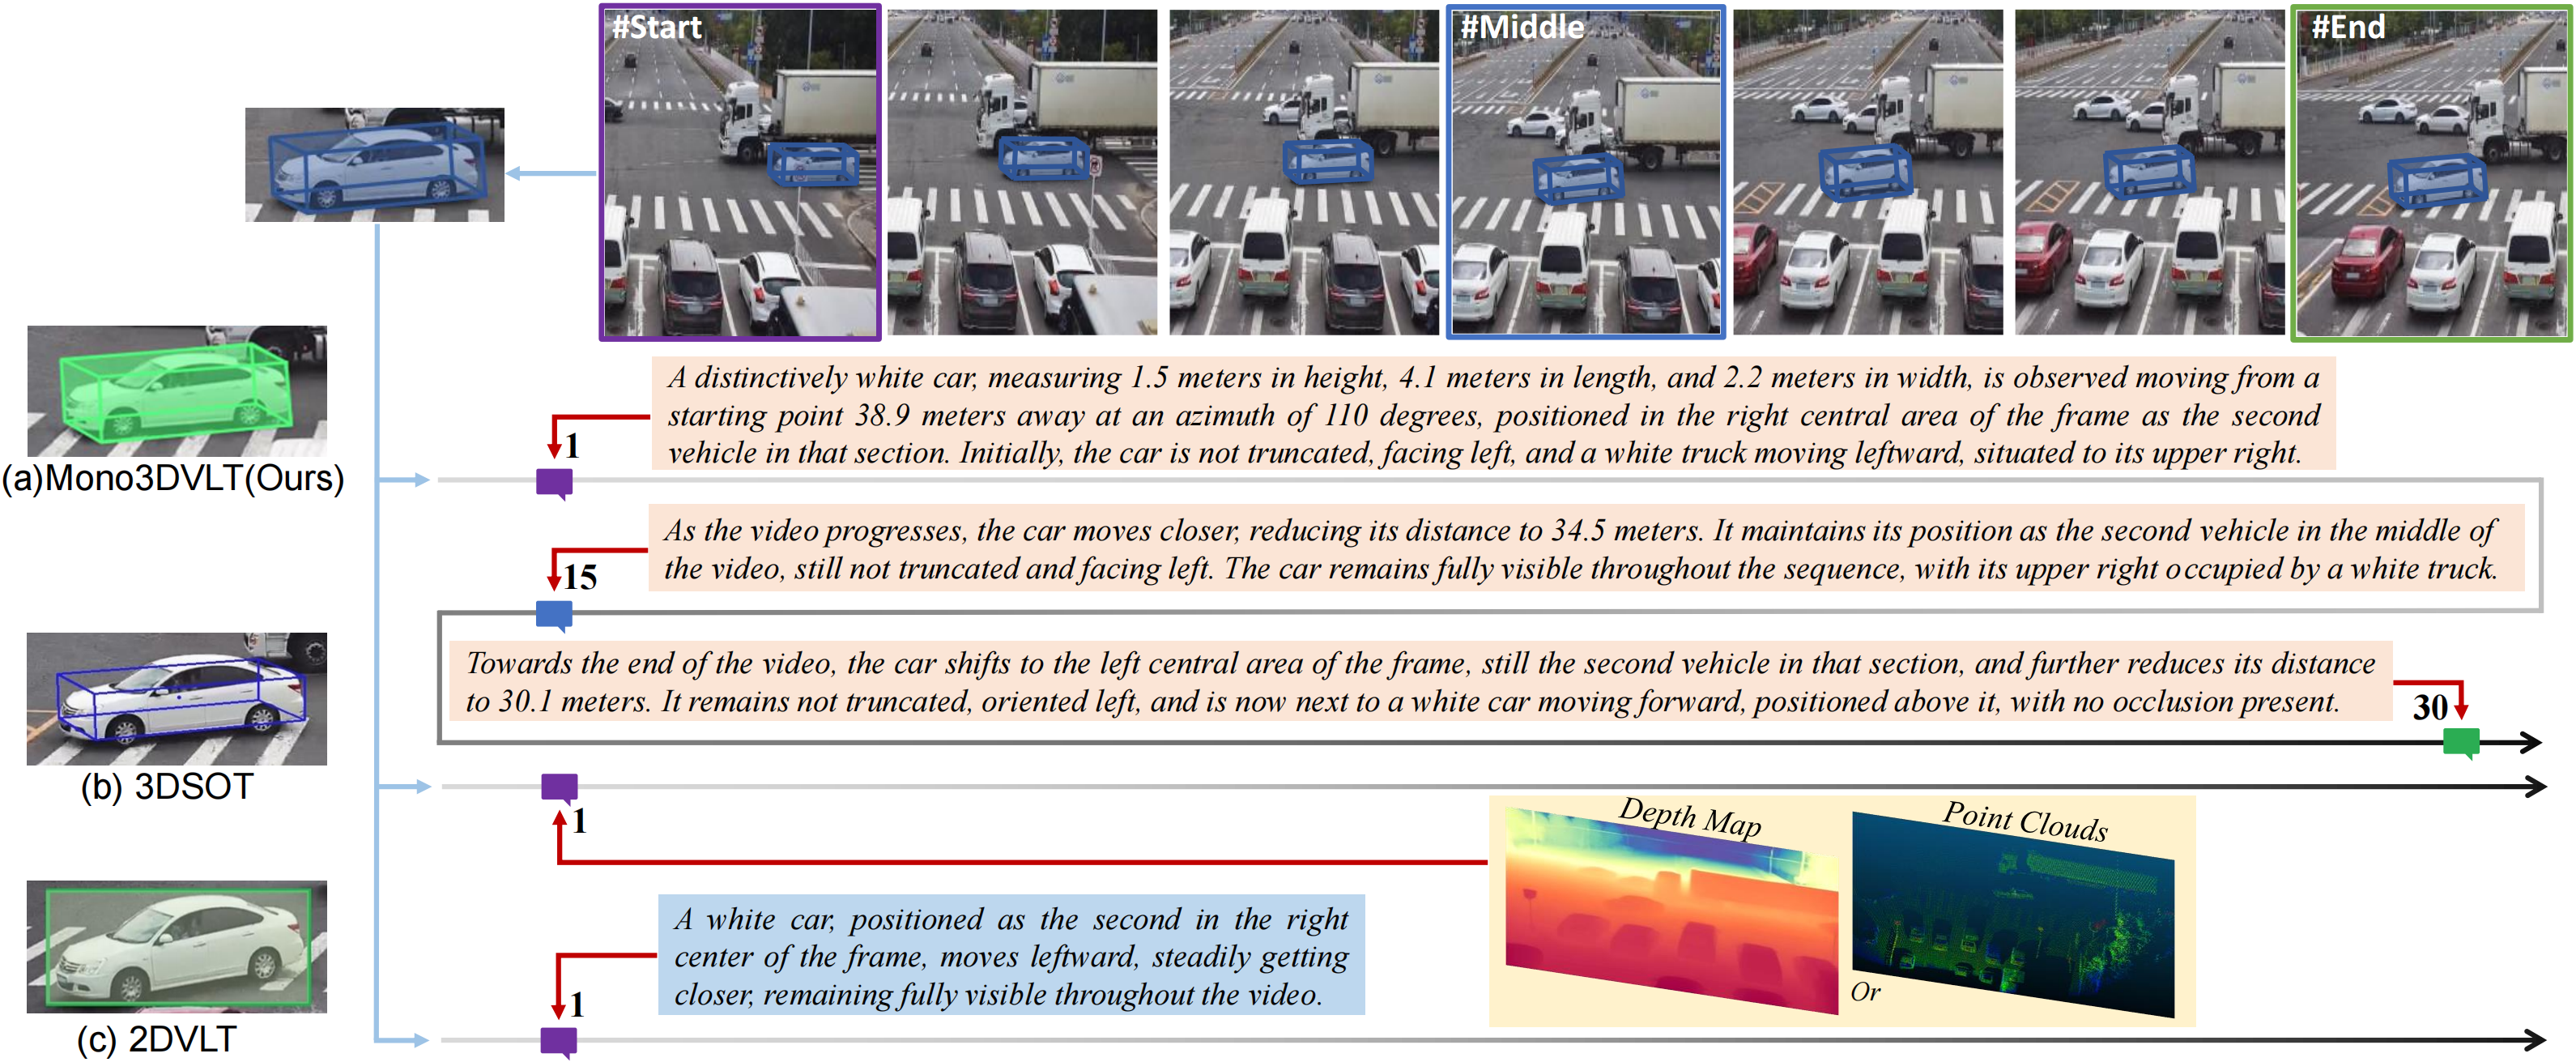 #Start
#Middle
#End
A distinctively white car, measuring 1.5 meters in height, 4.1 meters in length, and 2.2 meters in width, is observed moving from a
starting point 38.9 meters away at an azimuth of 110 degrees, positioned in the right central area of the frame as the second
vehicle in that section. Initially, the car is not truncated, facing left, and a white truck moving leftward, situated to its upper right.
1
(a)Mono3DVLT(Ours)
As the video progresses, the car moves closer, reducing its distance to 34.5 meters. It maintains its position as the second vehicle in the middle of
the video, still not truncated and facing left. The car remains fully visible throughout the sequence, with its upper right occupied by a white truck.
15
Towards the end of the video, the car shifts to the left central area of the frame, still the second vehicle in that section, and further reduces its distance
to 30.1 meters. It remains not truncated, oriented left, and is now next to a white car moving forward, positioned above it, with no occlusion present.
30
(b) 3DSOT
1
Depth Map
Point Clouds
Or
A white car, positioned as the second in the right
center of the frame, moves leftward, steadily getting
closer, remaining fully visible throughout the video.
1
(c) 2DVLT